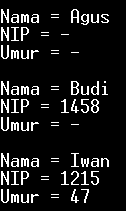 Nama = Agus
NIP = -
Umur = -
Nama = Budi
NIP = 1458
Umur = -
Nama = Iwan
NIP = 1215
Umur = 47